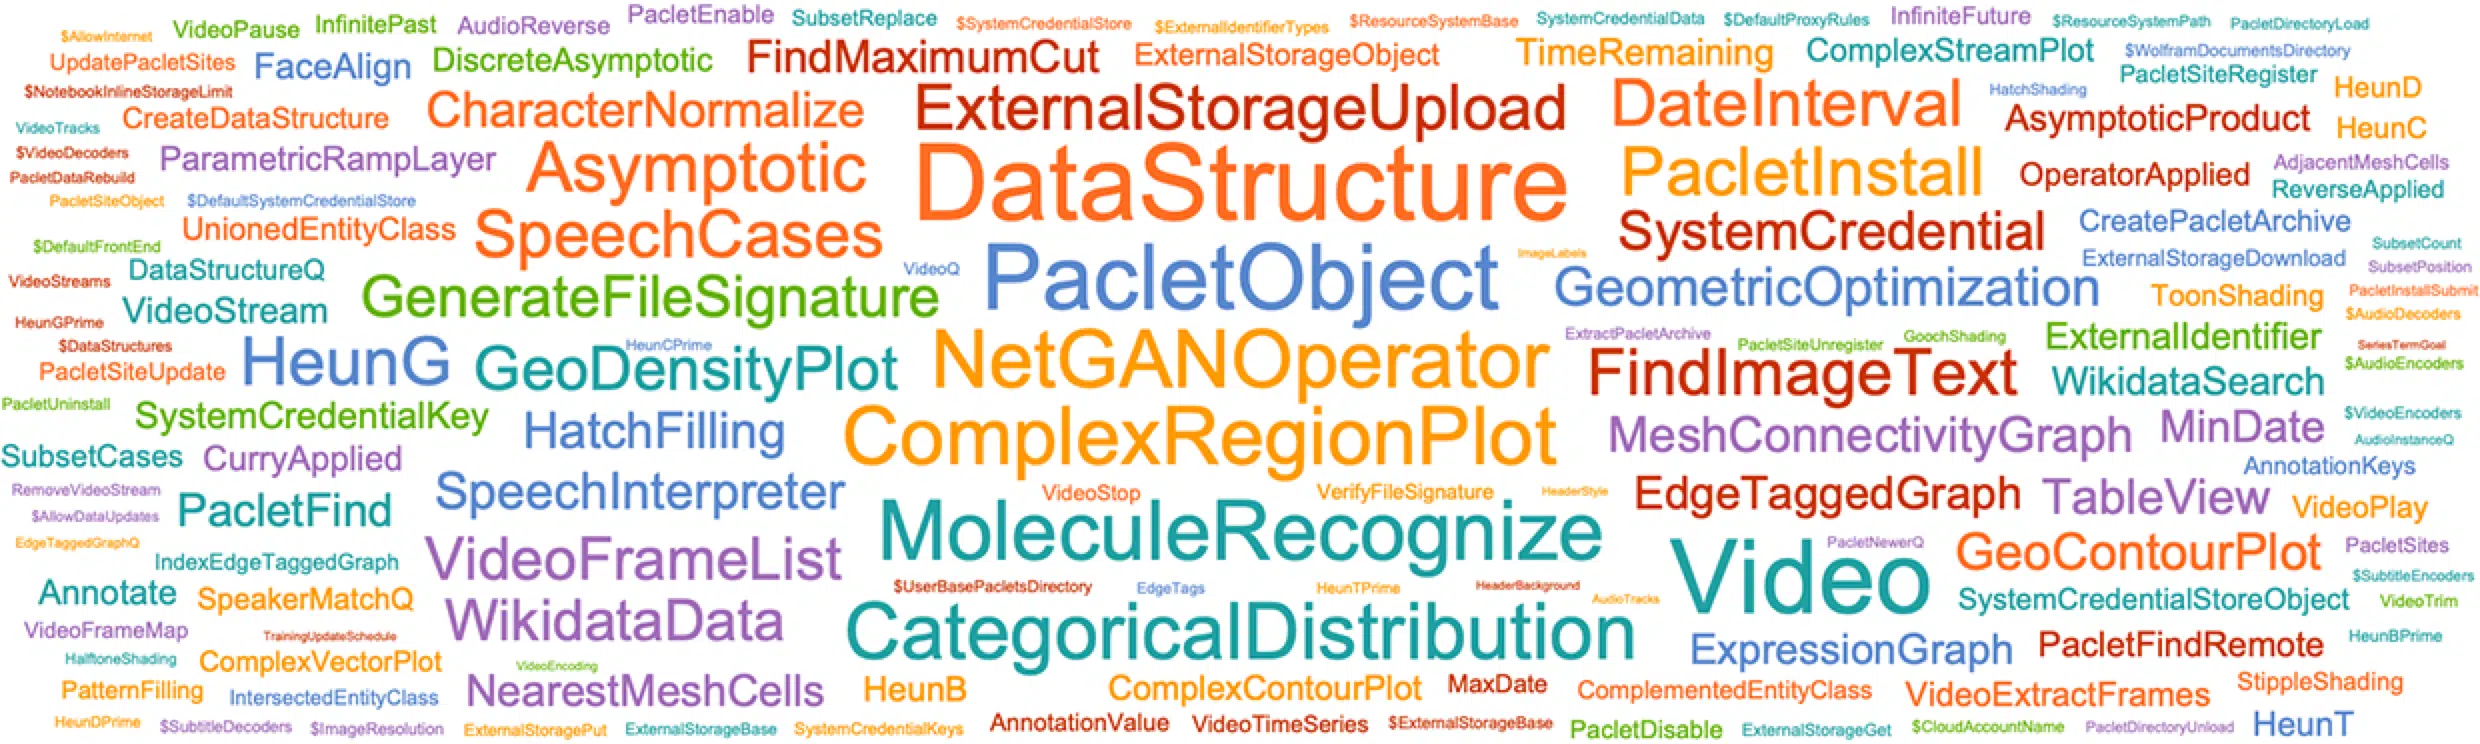 $AllowInternet
VideoPause
InfinitePast
AudioReverse
PacletEnable
SubsetReplace
$SystemCredentialStore
$ExternalIdentifierTypes
$ResourceSystemBase
SystemCredentialData
$DefaultProxyRules
InfiniteFuture
$ResourceSystemPath
PacletDirectoryLoad
UpdatePacletSites
FaceAlign
DiscreteAsymptotic
FindMaximumCut
ExternalStorageObject
TimeRemaining
ComplexStreamPlot
$WolframDocumentsDirectory
PacletSiteRegister
$NotebookInlineStorageLimit
HatchShading
HeunD
VideoTracks
CreateDataStructure
CharacterNormalize
ExternalStorageUpload
DateInterval
AsymptoticProduct
HeunC
$VideoDecoders
ParametricRampLayer
Asymptotic
DataStructure
PacletInstall
OperatorApplied
AdjacentMeshCells
PacletDataRebuild
ReverseApplied
PacletSiteObject
$DefaultSystemCredentialStore
UnionedEntityClass
SpeechCases
SystemCredential
CreatePacletArchive
$DefaultFrontEnd
SubsetCount
DataStructureQ
VideoQ
PacletObject
ImageLabels
ExternalStorageDownload
SubsetPosition
VideoStreams
GenerateFileSignature
GeometricOptimization
ToonShading
PacletInstallSubmit
VideoStream
$AudioDecoders
HeunGPrime
ExtractPacletArchive
GoochShading
ExternalIdentifier
$DataStructures
HeunCPrime
PacletSiteUnregister
SeriesTermGoal
PacletSiteUpdate
HeunG
GeoDensityPlot
NetGANOperator
FindImageText
WikidataSearch
$AudioEncoders
PacletUninstall
SystemCredentialKey
HatchFilling
ComplexRegionPlot
MeshConnectivityGraph
MinDate
$VideoEncoders
AudioInstanceQ
SubsetCases
CurryApplied
AnnotationKeys
RemoveVideoStream
SpeechInterpreter
VideoStop
VerifyFileSignature
HeaderStyle
EdgeTaggedGraph
TableView
VideoPlay
$AllowDataUpdates
PacletFind
MoleculeRecognize
EdgeTaggedGraphQ
IndexEdgeTaggedGraph
VideoFrameList
PacletNewerQ
Video
GeoContourPlot
PacletSites
$SubtitleEncoders
Annotate
SpeakerMatchQ
$UserBasePacletsDirectory
EdgeTags
HeunTPrime
HeaderBackground
AudioTracks
SystemCredentialStoreObject
VideoTrim
VideoFrameMap
TrainingUpdateSchedule
WikidataData
CategoricalDistribution
ExpressionGraph
PacletFindRemote
HeunBPrime
HalftoneShading
ComplexVectorPlot
VideoEncoding
PatternFilling
IntersectedEntityClass
NearestMeshCells
HeunB
ComplexContourPlot
MaxDate
ComplementedEntityClass
VideoExtractFrames
StippleShading
HeunDPrime
$SubtitleDecoders
$ImageResolution
ExternalStoragePut
ExternalStorageBase
SystemCredentialKeys
AnnotationValue
VideoTimeSeries
$ExternalStorageBase
PacletDisable
ExternalStorageGet
$CloudAccountName
PacletDirectoryUnload
HeunT